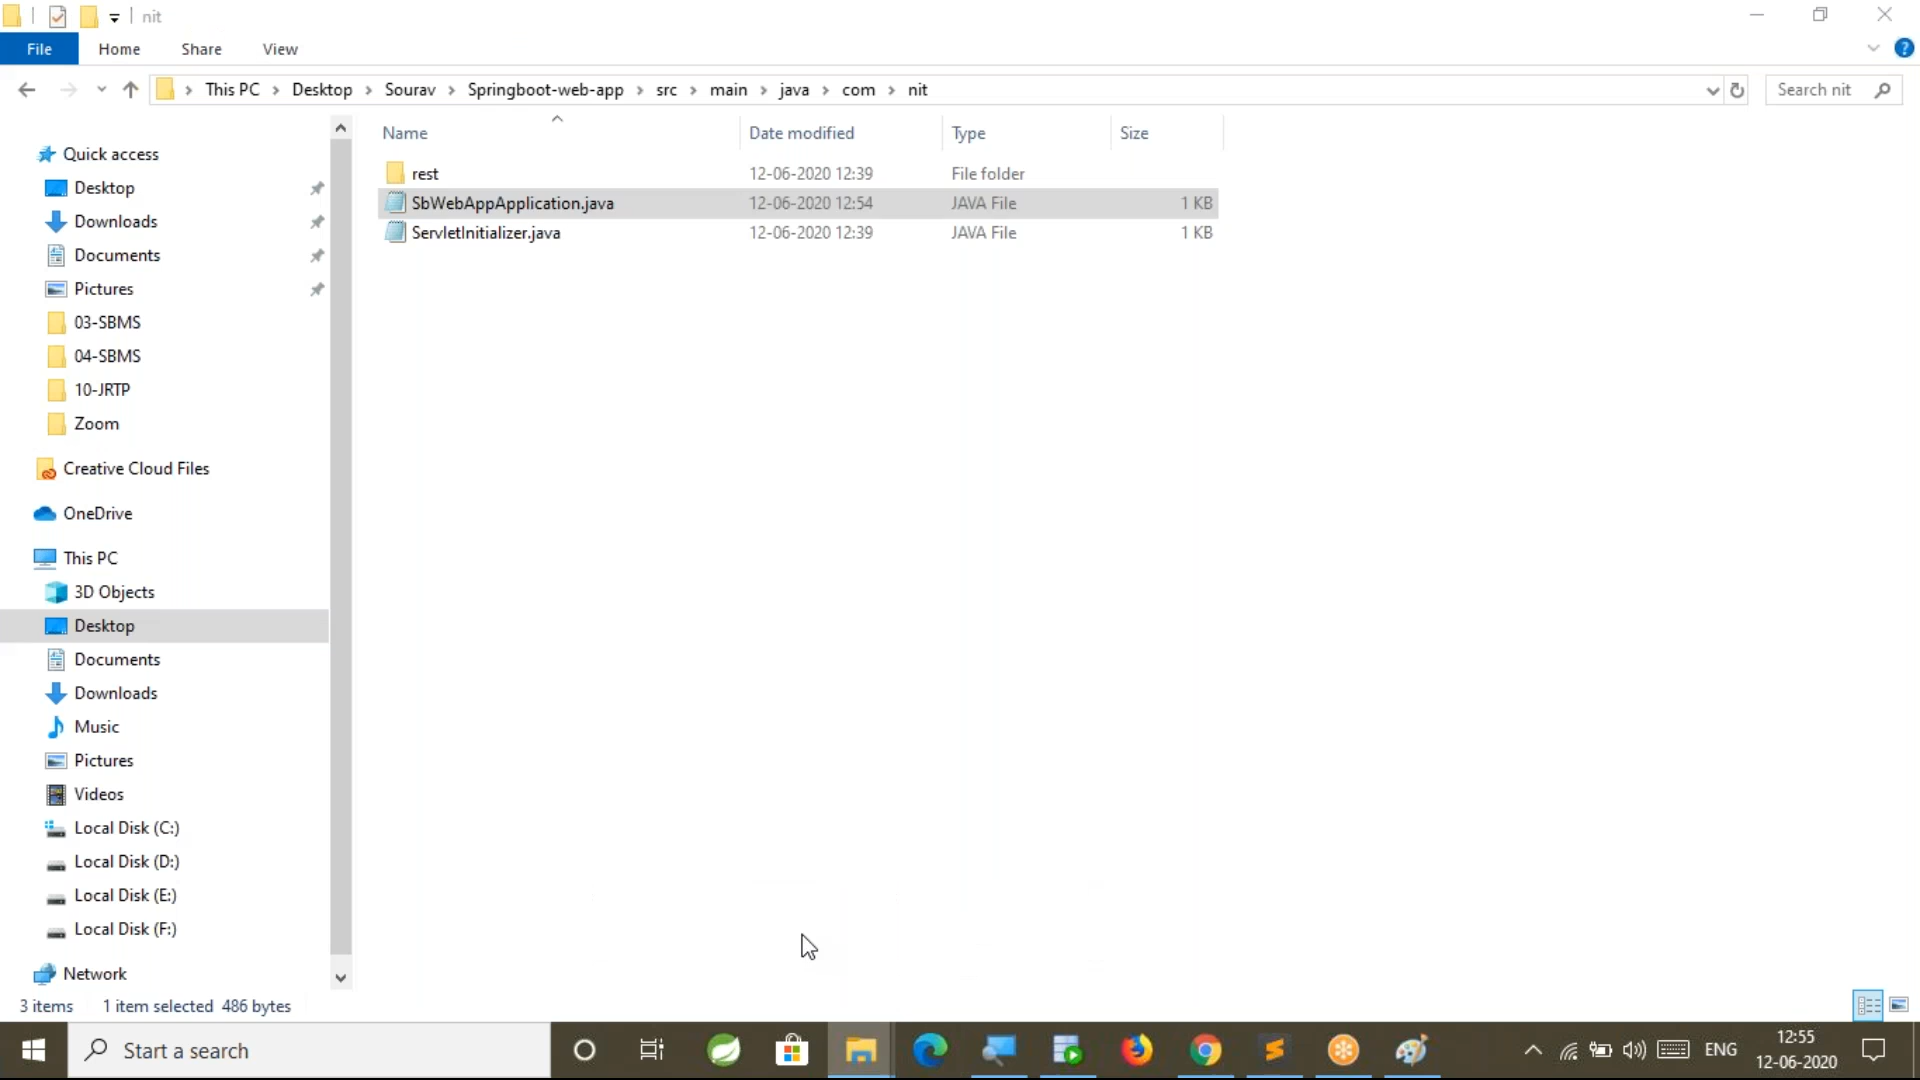 nit
File Home Share View
This PC Desktop Sourav Springboot-web-app src main java com nit Search nit
Name Date modified Type Size
rest 12-06-2020 12:39 File folder
SbWebAppApplication.java 12-06-2020 12:54 JAVA File 1 KB
ServletInitializer.java 12-06-2020 12:39 JAVA File 1 KB
Quick access
Desktop
Downloads
Documents
Pictures
03-SBMS
04-SBMS
10-JRTP
Zoom
Creative Cloud Files
OneDrive
This PC
3D Objects
Desktop
Documents
Downloads
Music
Pictures
Videos
Local Disk (C:)
Local Disk (D:)
Local Disk (E:)
Local Disk (F:)
Network
3 items 1 item selected 486 bytes
Start a search
ENG
12:55
12-06-2020